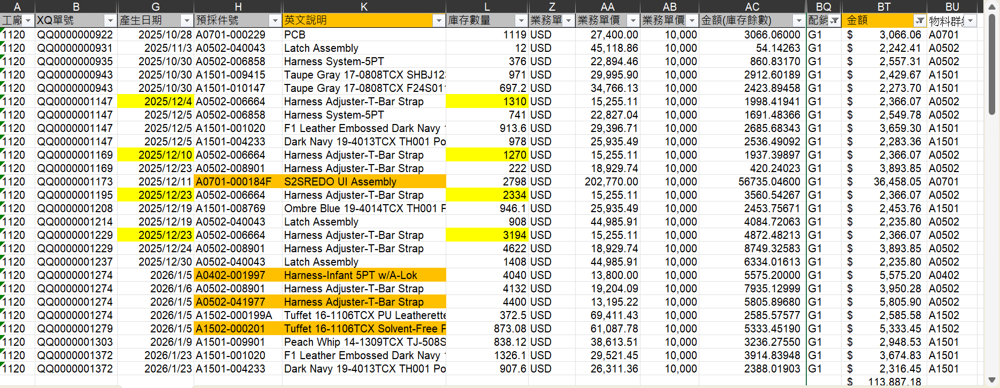 A B G H K L Z AA AB AC BQ BT BU
工廠 XQ單號 產生日期 預採件號 英文說明 庫存數量 業務單 業務單價 業務單價 金額(庫存餘數) 配銷 金額 物料群
1120 QQ0000000922 2025/10/28 A0701-000229 PCB 1119 USD 27,400.00 10,000 3066.06000 G1 $ 3,066.06 A0701
1120 QQ0000000931 2025/11/3 A0502-040043 Latch Assembly 12 USD 45,118.86 10,000 54.14263 G1 $ 2,242.41 A0502
1120 QQ0000000935 2025/10/30 A0502-006858 Harness System-5PT 376 USD 22,894.46 10,000 860.83170 G1 $ 2,557.31 A0502
1120 QQ0000000943 2025/10/30 A1501-009415 Taupe Gray 17-0808TCX SHBJ12 971 USD 29,995.90 10,000 2912.60189 G1 $ 2,429.67 A1501
1120 QQ0000000943 2025/10/30 A1501-010147 Taupe Gray 17-0808TCX F24S01 697.2 USD 34,766.13 10,000 2423.89458 G1 $ 2,273.70 A1501
1120 QQ0000001147 2025/12/4 A0502-006664 Harness Adjuster-T-Bar Strap 1310 USD 15,255.11 10,000 1998.41941 G1 $ 2,366.07 A0502
1120 QQ0000001147 2025/12/5 A0502-006858 Harness System-5PT 741 USD 22,827.04 10,000 1691.48366 G1 $ 2,549.78 A0502
1120 QQ0000001147 2025/12/5 A1501-001020 F1 Leather Embossed Dark Navy 913.6 USD 29,396.71 10,000 2685.68343 G1 $ 3,659.30 A1501
1120 QQ0000001147 2025/12/5 A1501-004233 Dark Navy 19-4013TCX TH001 Po 978 USD 25,935.49 10,000 2536.49092 G1 $ 2,283.36 A1501
1120 QQ0000001169 2025/12/10 A0502-006664 Harness Adjuster-T-Bar Strap 1270 USD 15,255.11 10,000 1937.39897 G1 $ 2,366.07 A0502
1120 QQ0000001169 2025/12/23 A0502-008901 Harness Adjuster-T-Bar Strap 222 USD 18,929.74 10,000 420.24023 G1 $ 3,893.85 A0502
1120 QQ0000001173 2025/12/11 A0701-000184F S2SREDO UI Assembly 2798 USD 202,770.00 10,000 56735.04600 G1 $ 36,458.05 A0701
1120 QQ0000001195 2025/12/23 A0502-006664 Harness Adjuster-T-Bar Strap 2334 USD 15,255.11 10,000 3560.54267 G1 $ 2,366.07 A0502
1120 QQ0000001208 2025/12/19 A1501-008769 Ombre Blue 19-4014TCX TH001 P 946.1 USD 25,935.49 10,000 2453.75671 G1 $ 2,453.76 A1501
1120 QQ0000001214 2025/12/19 A0502-040043 Latch Assembly 908 USD 44,985.91 10,000 4084.72063 G1 $ 2,235.80 A0502
1120 QQ0000001229 2025/12/23 A0502-006664 Harness Adjuster-T-Bar Strap 3194 USD 15,255.11 10,000 4872.48213 G1 $ 2,366.07 A0502
1120 QQ0000001229 2025/12/24 A0502-008901 Harness Adjuster-T-Bar Strap 4622 USD 18,929.74 10,000 8749.32583 G1 $ 3,893.85 A0502
1120 QQ0000001237 2025/12/30 A0502-040043 Latch Assembly 1408 USD 44,985.91 10,000 6334.01613 G1 $ 2,235.80 A0502
1120 QQ0000001274 2026/1/5 A0402-001997 Harness-Infant 5PT w/A-Lok 4040 USD 13,800.00 10,000 5575.20000 G1 $ 5,575.20 A0402
1120 QQ0000001274 2026/1/6 A0502-008901 Harness Adjuster-T-Bar Strap 4132 USD 19,204.09 10,000 7935.12999 G1 $ 3,950.28 A0502
1120 QQ0000001274 2026/1/5 A0502-041977 Harness Adjuster-T-Bar Strap 4400 USD 13,195.22 10,000 5805.89680 G1 $ 5,805.90 A0502
1120 QQ0000001274 2026/1/5 A1502-000199A Tuffet 16-1106TCX PU Leatherette 372.5 USD 69,411.43 10,000 2585.57577 G1 $ 2,585.58 A1502
1120 QQ0000001279 2026/1/5 A1502-000201 Tuffet 16-1106TCX Solvent-Free P 873.08 USD 61,087.78 10,000 5333.45190 G1 $ 5,333.45 A1502
1120 QQ0000001303 2026/1/9 A1501-009901 Peach Whip 14-1309TCX TJ-508S 838.12 USD 38,613.51 10,000 3236.27550 G1 $ 2,948.53 A1501
1120 QQ0000001372 2026/1/23 A1501-001020 F1 Leather Embossed Dark Navy 1326.1 USD 29,521.45 10,000 3914.83948 G1 $ 3,674.83 A1501
1120 QQ0000001372 2026/1/23 A1501-004233 Dark Navy 19-4013TCX TH001 Po 907.6 USD 26,311.36 10,000 2388.01903 G1 $ 2,316.45 A1501
$ 113,887.18